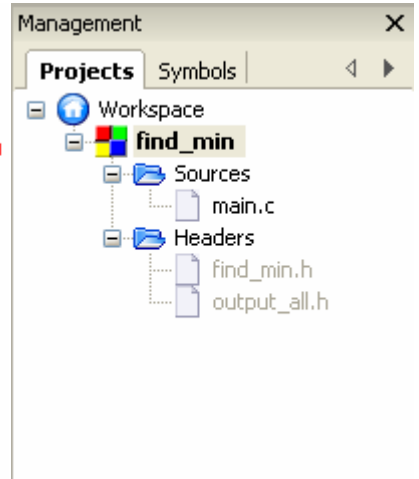 Management
Projects Symbols
Workspace
find_min
Sources
main.c
Headers
find_min.h
output_all.h